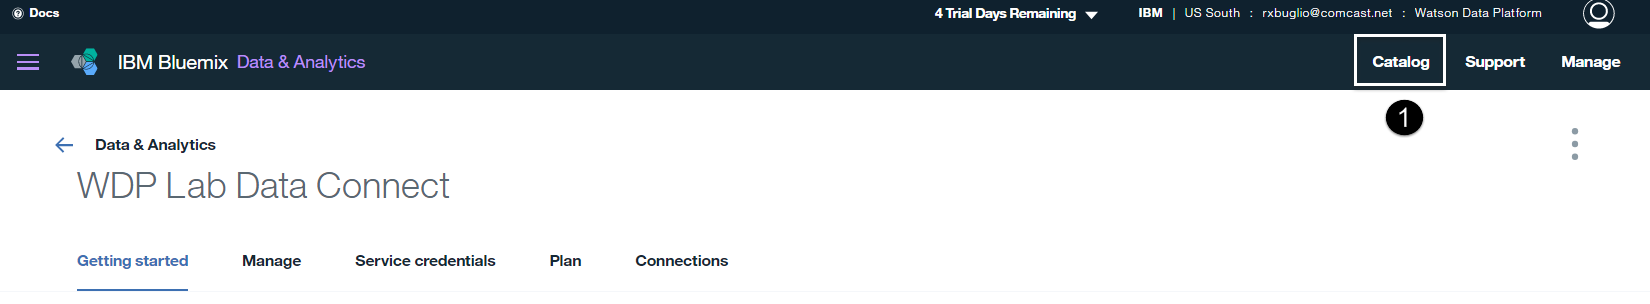 Docs 4 Trial Days Remaining IBM | US South : rxbuglio@comcast.net : Watson Data Platform
IBM Bluemix Data & Analytics Catalog Support Manage
1
Data & Analytics
WDP Lab Data Connect
Getting started Manage Service credentials Plan Connections